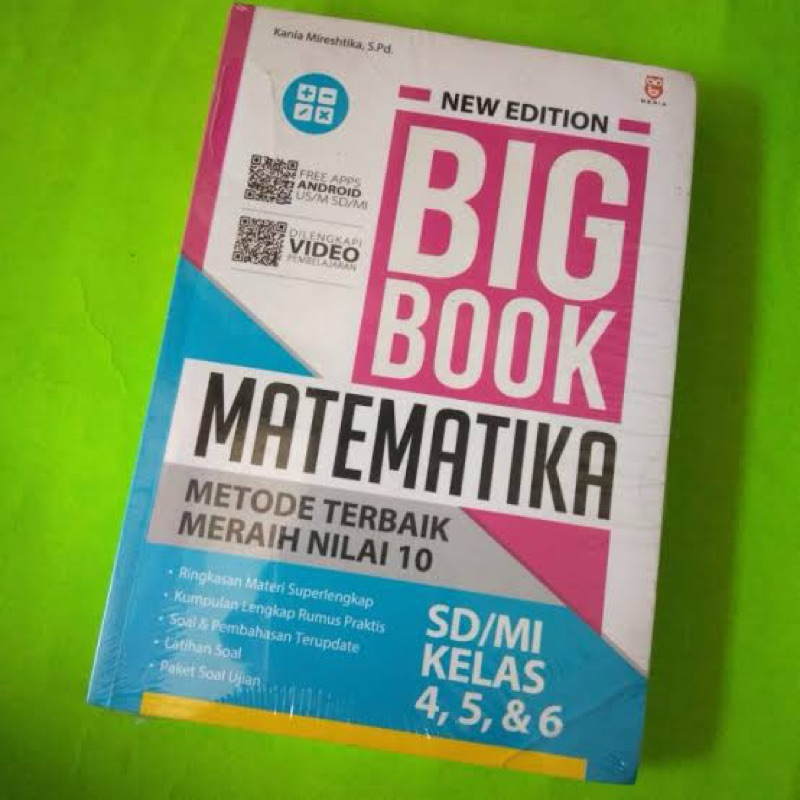 Kania Mireshtika, S.Pd.
NEW EDITION
BIG
BOOK
FREE APPS
ANDROID
US/M SD/MI
DILENGKAPI
VIDEO
PEMBELAJARAN
MATEMATIKA
METODE TERBAIK
MERAIH NILAI 10
• Ringkasan Materi Superlengkap
• Kumpulan Lengkap Rumus Praktis
• Soal & Pembahasan Terupdate
• Latihan Soal
• Paket Soal Ujian
SD/MI
KELAS
4, 5, & 6